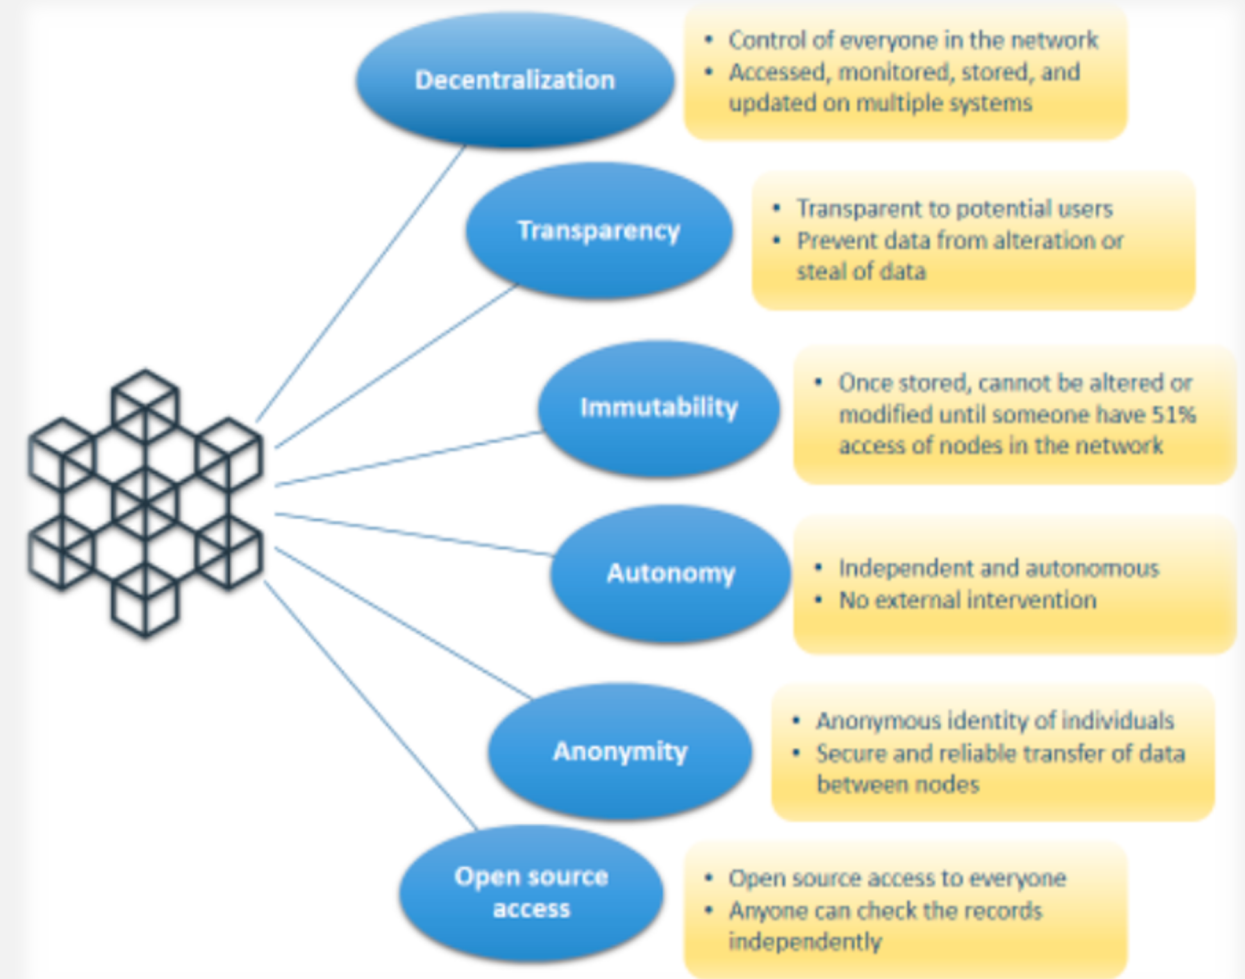 Decentralization
• Control of everyone in the network
• Accessed, monitored, stored, and
updated on multiple systems
Transparency
• Transparent to potential users
• Prevent data from alteration or
steal of data
Immutability
• Once stored, cannot be altered or
modified until someone have 51%
access of nodes in the network
Autonomy
• Independent and autonomous
• No external intervention
Anonymity
• Anonymous identity of individuals
• Secure and reliable transfer of data
between nodes
Open source
access
• Open source access to everyone
• Anyone can check the records
independently